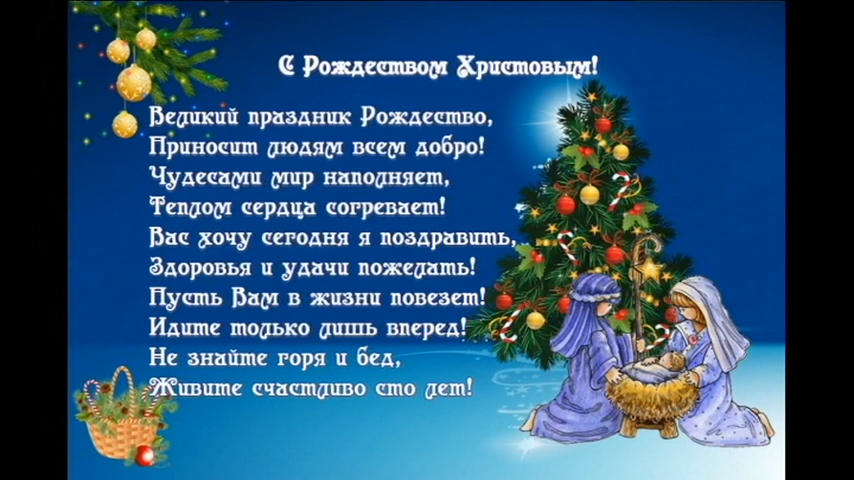 С Рождеством Христовым!
Великий праздник Рождество,
Приносит людям всем добро!
Чудесами мир наполняет,
Теплом сердца согревает!
Вас хочу сегодня я поздравить,
Здоровья и удачи пожелать!
Пусть Вам в жизни повезет!
Идите только лишь вперед!
Не знайте горя и бед,
Живите счастливо сто лет!